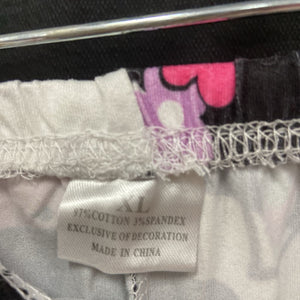 XL
97%COTTON 3%SPANDEX
EXCLUSIVE OF DECORATION
MADE IN CHINA